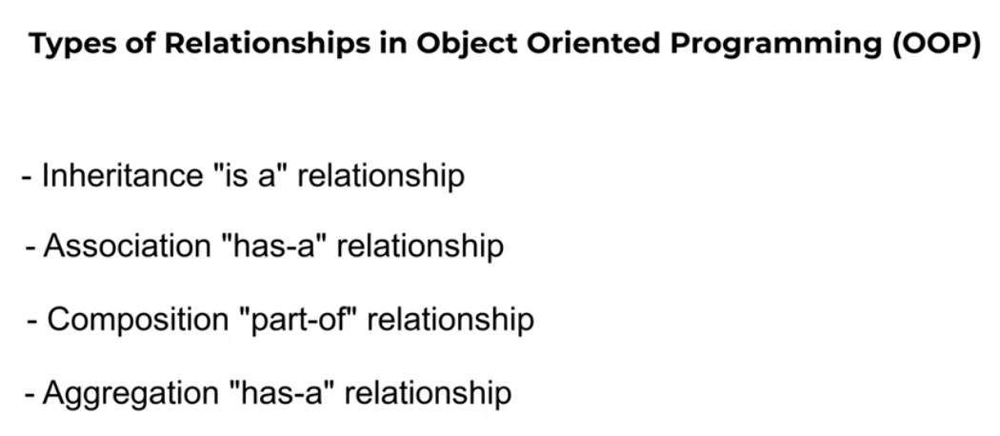 Types of Relationships in Object Oriented Programming (OOP)
- Inheritance "is a" relationship
- Association "has-a" relationship
- Composition "part-of" relationship
- Aggregation "has-a" relationship